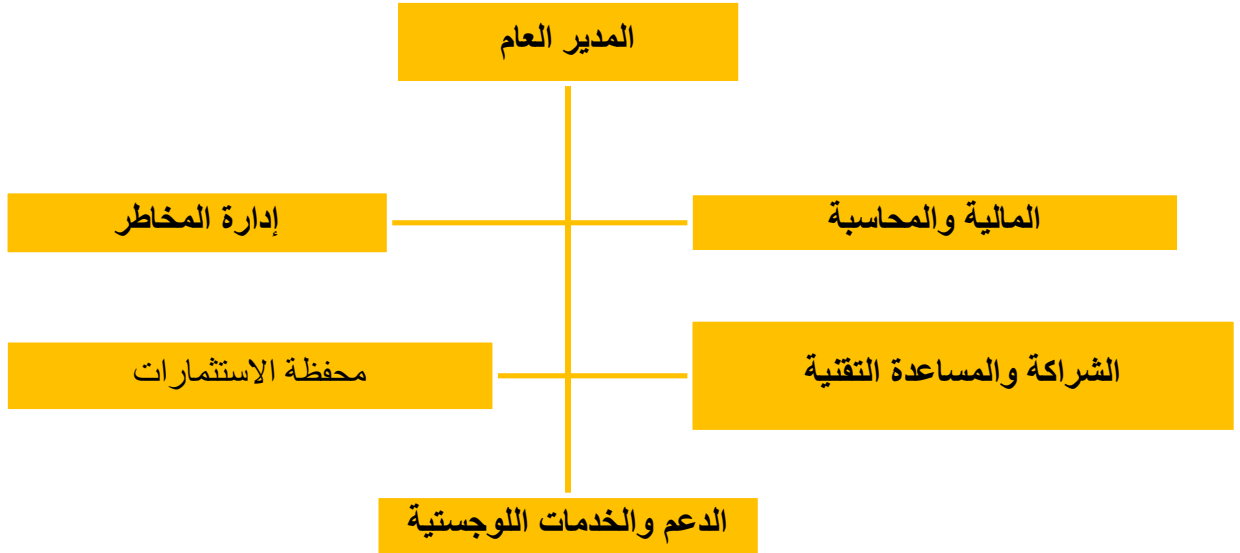 المدير العام
المالية والمحاسبة
إدارة المخاطر
الشراكة والمساعدة التقنية
محفظة الاستثمارات
الدعم والخدمات اللوجستية